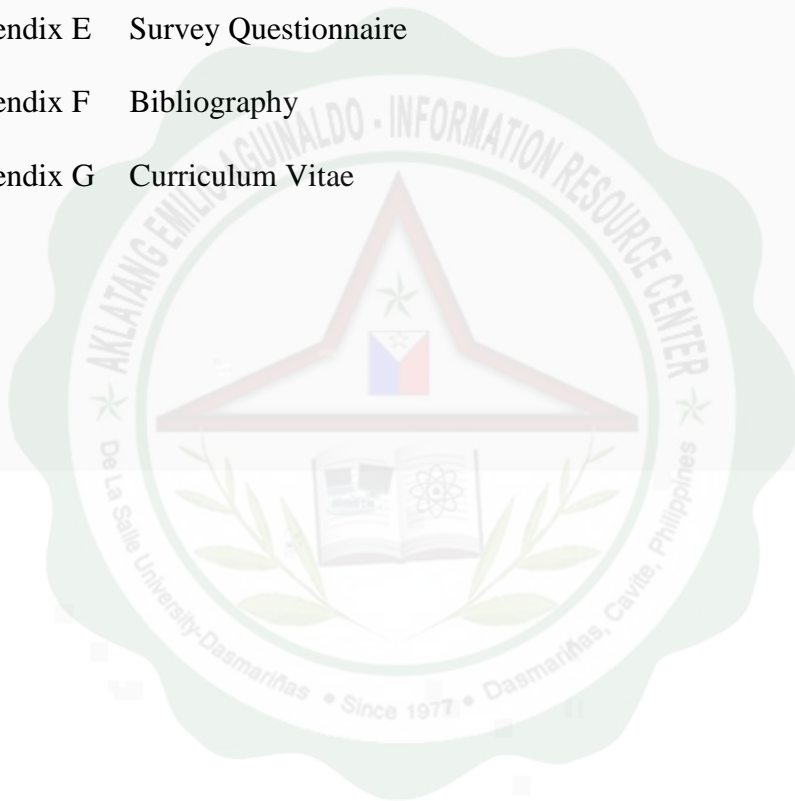 endix E Survey Questionnaire
endix F Bibliography
endix G Curriculum Vitae
AKLATANG EMILIO AGUINALDO - INFORMATION RESOURCE CENTER
De La Salle University-Dasmariñas • Since 1977 • Dasmariñas, Cavite, Philippines